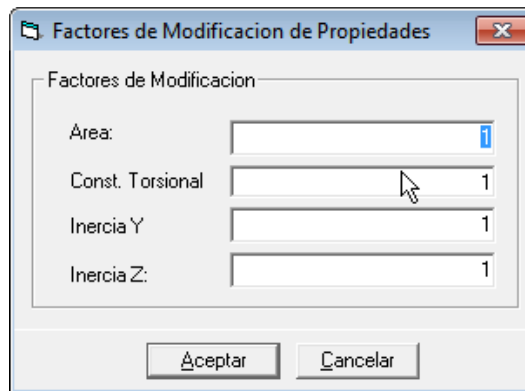 Factores de Modificacion de Propiedades
Factores de Modificacion
Area: 1
Const. Torsional 1
Inercia Y 1
Inercia Z: 1
Aceptar Cancelar